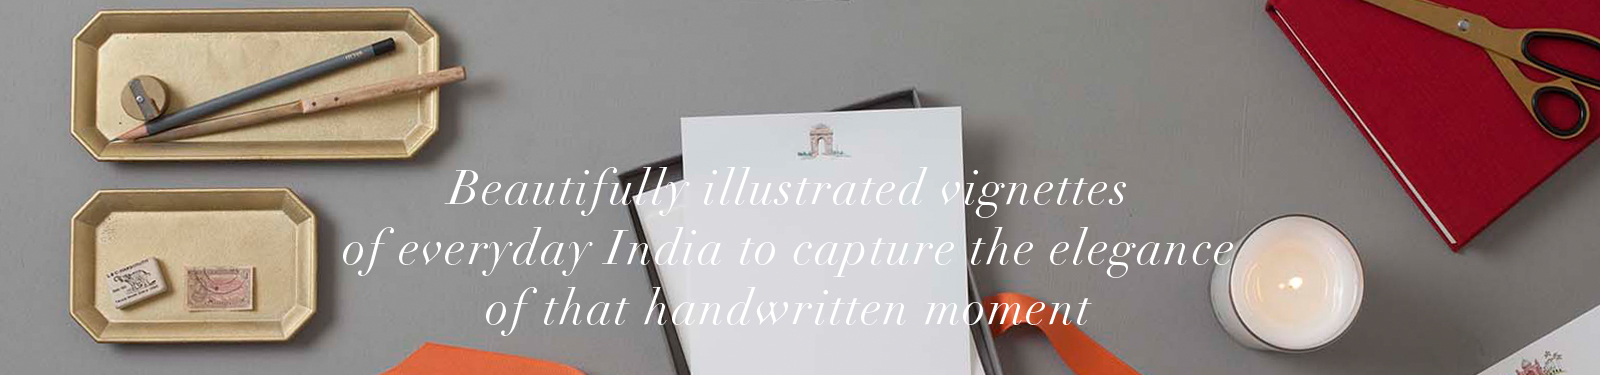 Beautifully illustrated vignettes
of everyday India to capture the elegance
of that handwritten moment